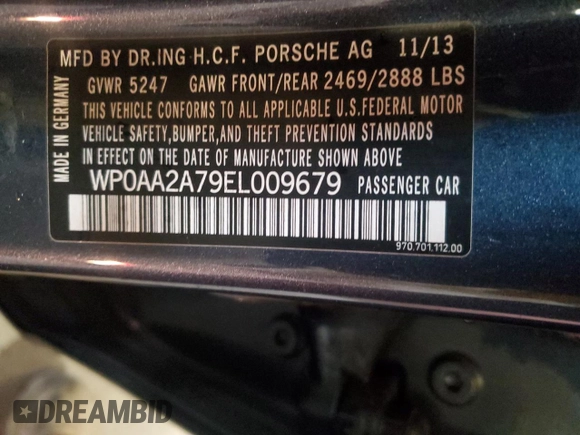 MFD BY DR.ING H.C.F. PORSCHE AG 11/13
GVWR 5247 GAWR FRONT/REAR 2469/2888 LBS
THIS VEHICLE CONFORMS TO ALL APPLICABLE U.S.FEDERAL MOTOR
VEHICLE SAFETY,BUMPER,AND THEFT PREVENTION STANDARDS
IN EFFECT ON THE DATE OF MANUFACTURE SHOWN ABOVE
WP0AA2A79EL009679 PASSENGER CAR
970.701.112.00
MADE IN GERMANY
DREAMBID